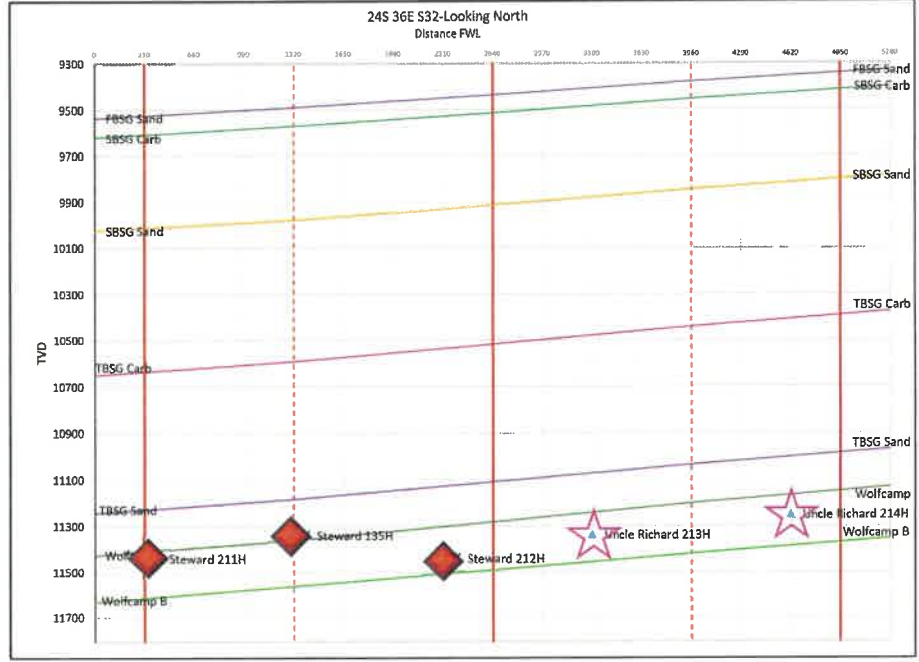 24S 36E S32-Looking North
Distance FWL
0 330 660 990 1320 1650 1980 2310 2640 2970 3300 3630 3960 4290 4620 4950 5280
9300
9500
9700
9900
10100
10300
10500
10700
10900
11100
11300
11500
11700
TVD
FBSG Sand
SBSG Carb
SBSG Sand
TBSG Carb
TBSG Sand
Wolf
Wolfcamp B
FBSG Sand
SBSG Carb
SBSG Sand
TBSG Carb
TBSG Sand
Wolfcamp
Wolfcamp B
Steward 211H
Steward 135H
Steward 212H
Uncle Richard 213H
Uncle Richard 214H